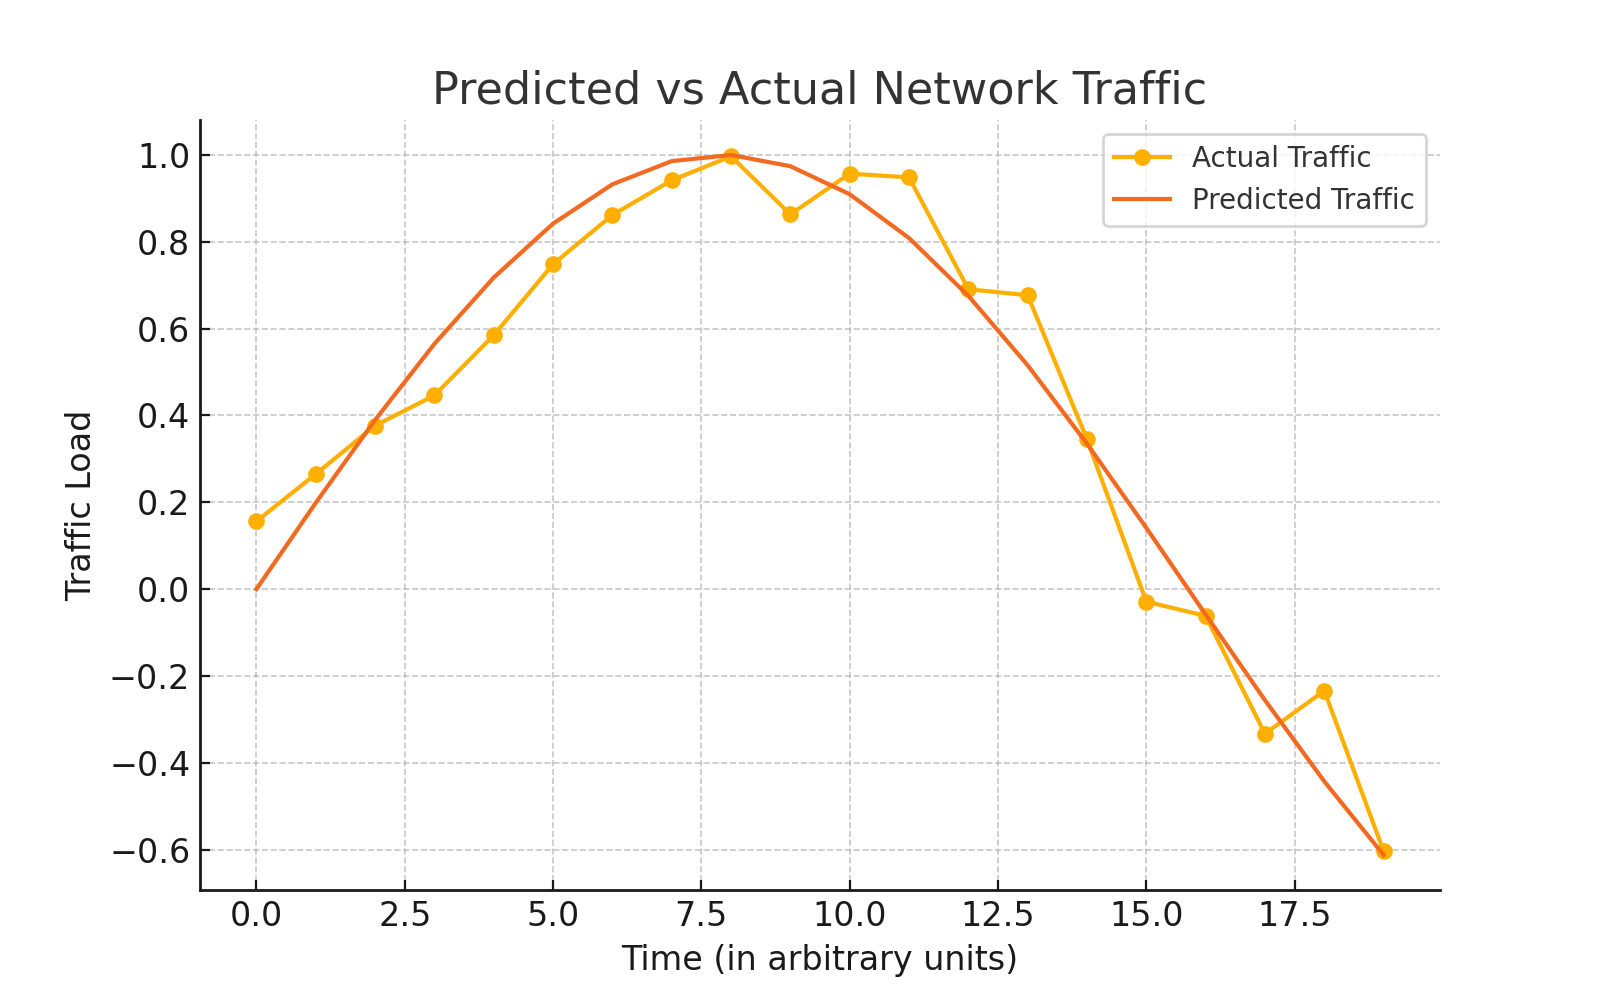 Predicted vs Actual Network Traffic
Actual Traffic
Predicted Traffic
Traffic Load
1.0
0.8
0.6
0.4
0.2
0.0
−0.2
−0.4
−0.6
0.0 2.5 5.0 7.5 10.0 12.5 15.0 17.5
Time (in arbitrary units)